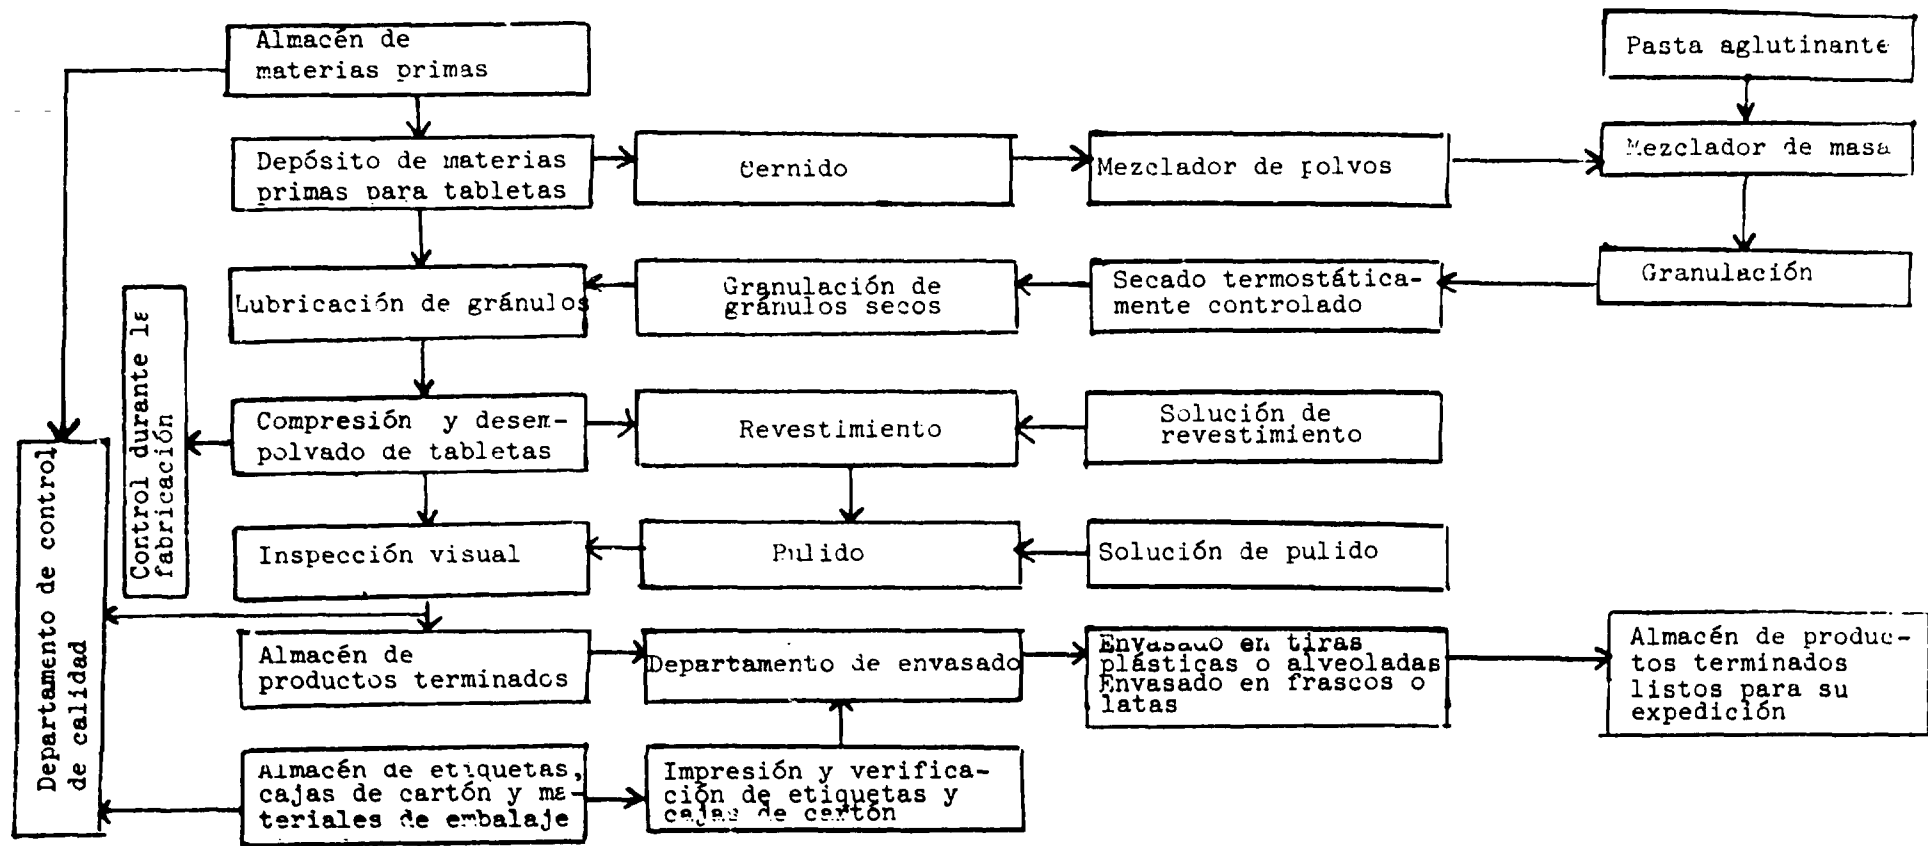 Almacén de
materias primas
Pasta aglutinante
Depósito de materias
primas para tabletas
Cernido
Mezclador de polvos
Mezclador de masa
Lubricación de gránulos
Granulación de
gránulos secos
Secado termostática-
mente controlado
Granulación
Control durante la
fabricación
Compresión y desem-
polvado de tabletas
Revestimiento
Solución de
revestimiento
Departamento de control
de calidad
Inspección visual
Pulido
Solución de pulido
Almacén de
productos terminados
Departamento de envasado
Envasado en tiras
plásticas o alveoladas
Envasado en frascos o
latas
Almacén de produc-
tos terminados
listos para su
expedición
Almacén de etiquetas,
cajas de cartón y ma-
teriales de embalaje
Impresión y verifica-
ción de etiquetas y
cajas de cartón